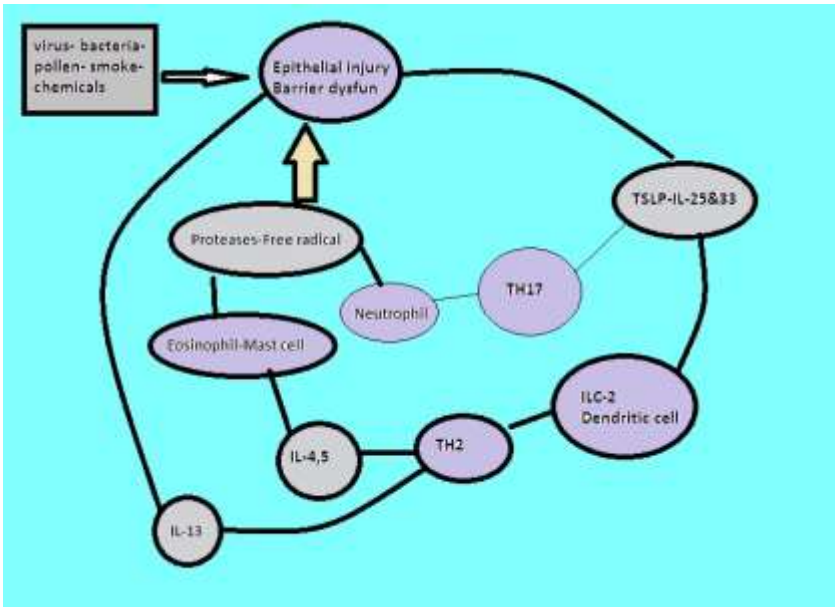 virus- bacteria-
pollen- smoke-
chemicals
Epithelial injury
Barrier dysfun
TSLP-IL-25&33
Proteases-Free radical
TH17
Neutrophil
Eosinophil-Mast cell
ILC-2
Dendritic cell
TH2
IL-4,5
IL-13